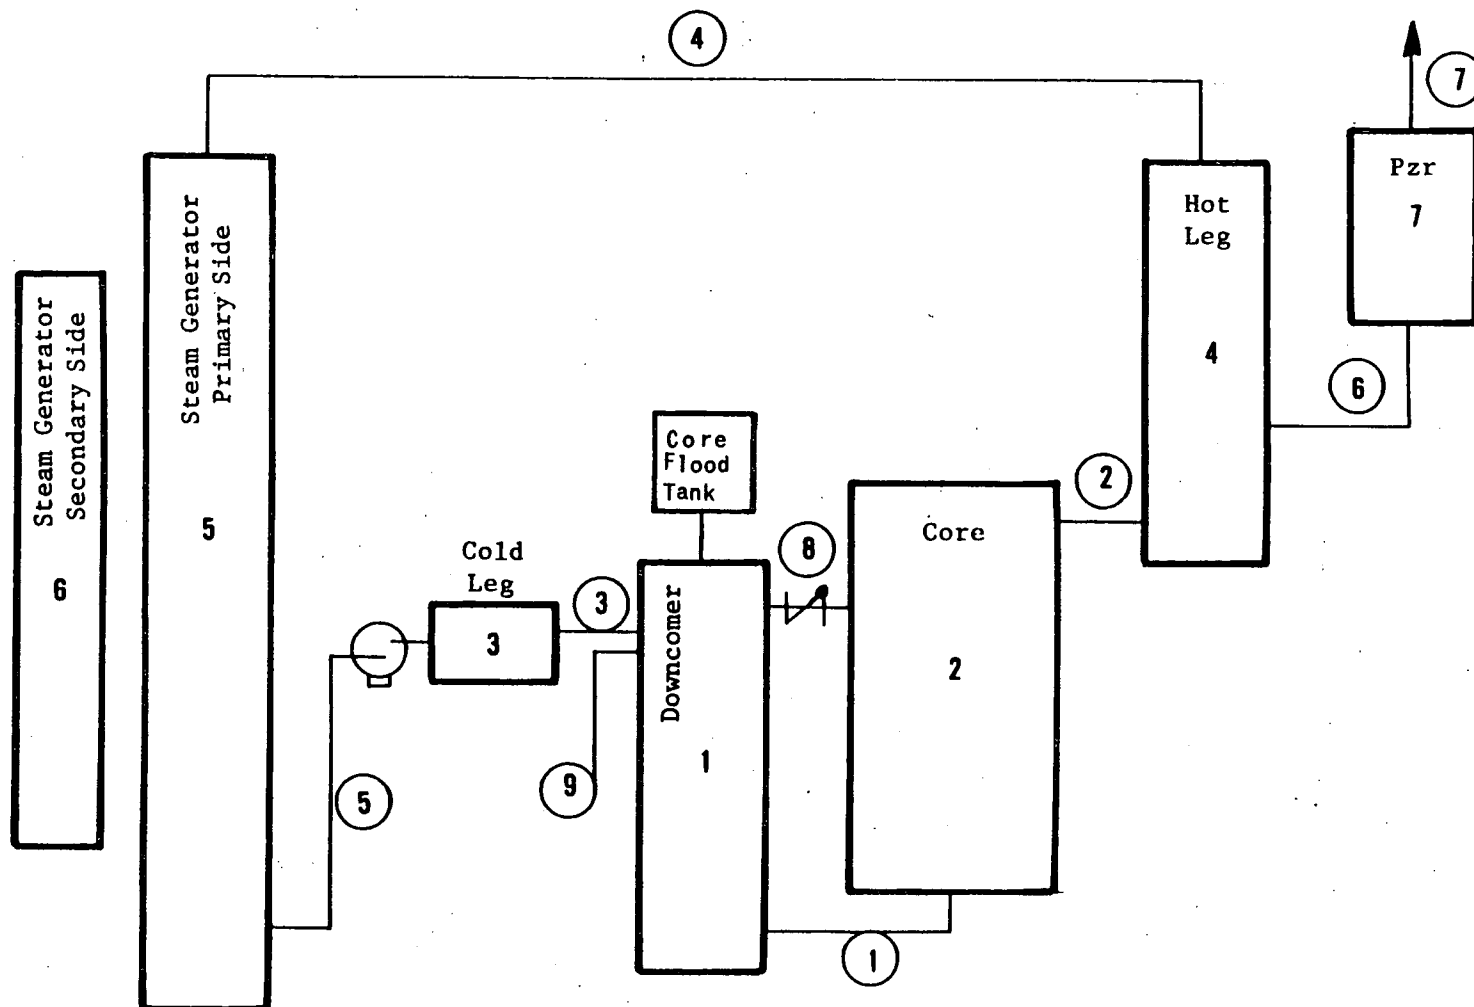 4
7
Pzr
7
Hot
Leg
4
6
Steam Generator
Primary Side
5
Steam Generator
Secondary Side
6
Core
Flood
Tank
2
8
Core
2
Cold
Leg
3
3
Downcomer
1
5
9
1